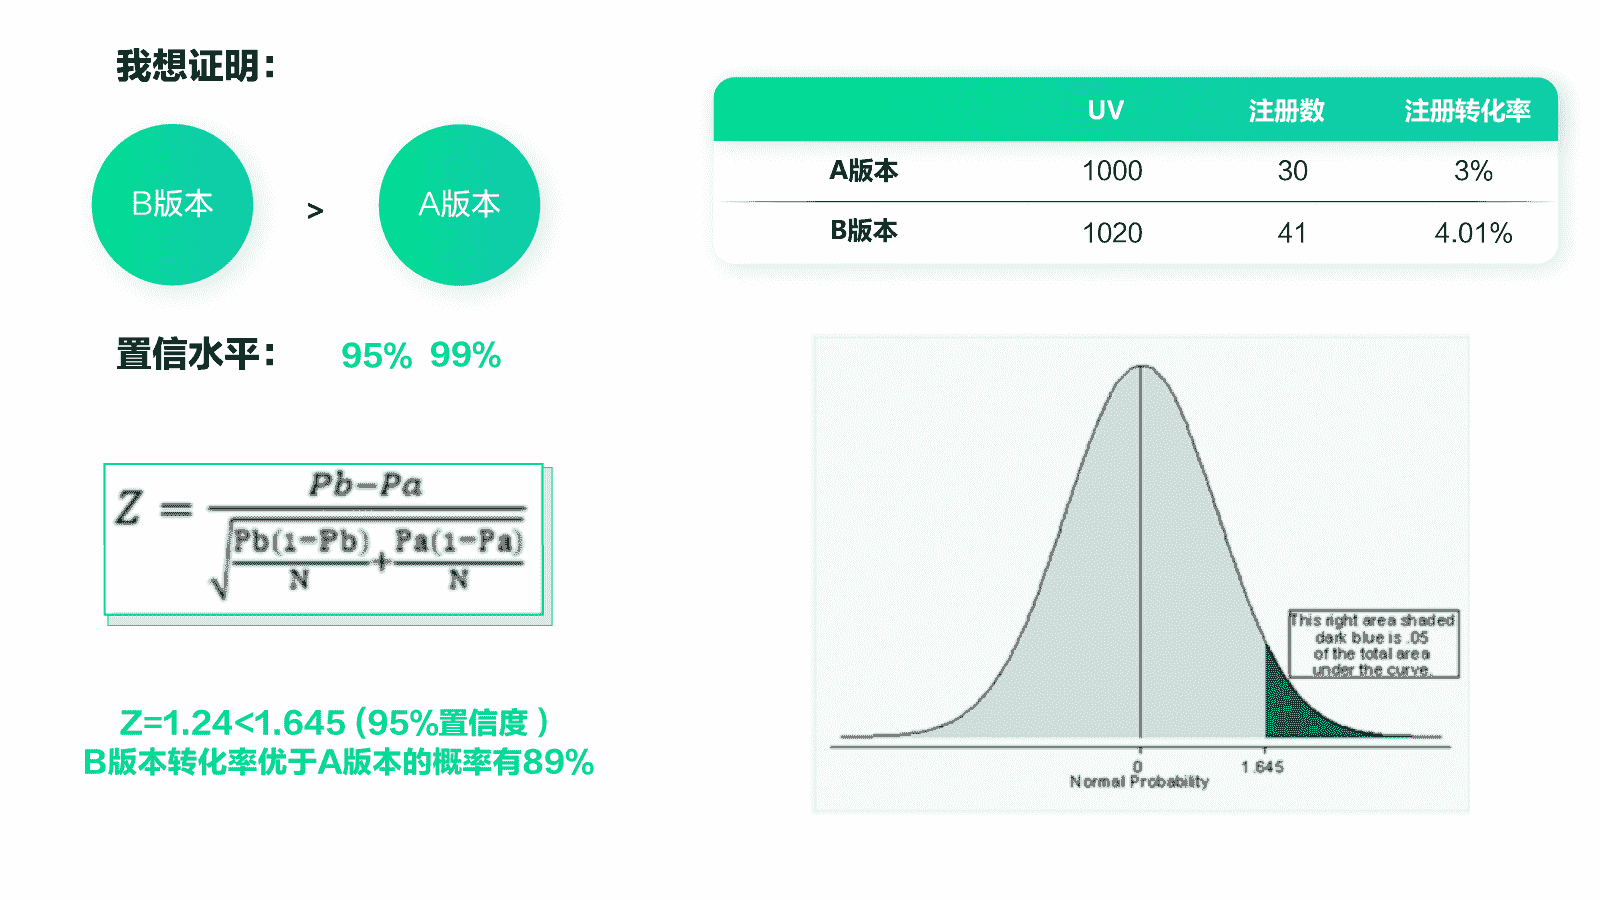 我想证明：
B版本
>
A版本
置信水平： 95% 99%
Z = Pb−Pa
√ Pb(1−Pb) + Pa(1−Pa)
N N
Z=1.24<1.645 (95%置信度 )
B版本转化率优于A版本的概率有89%
UV 注册数 注册转化率
A版本 1000 30 3%
B版本 1020 41 4.01%
This right area shaded
dark blue is .05
of the total area
under the curve.
0 1.645
Normal Probability